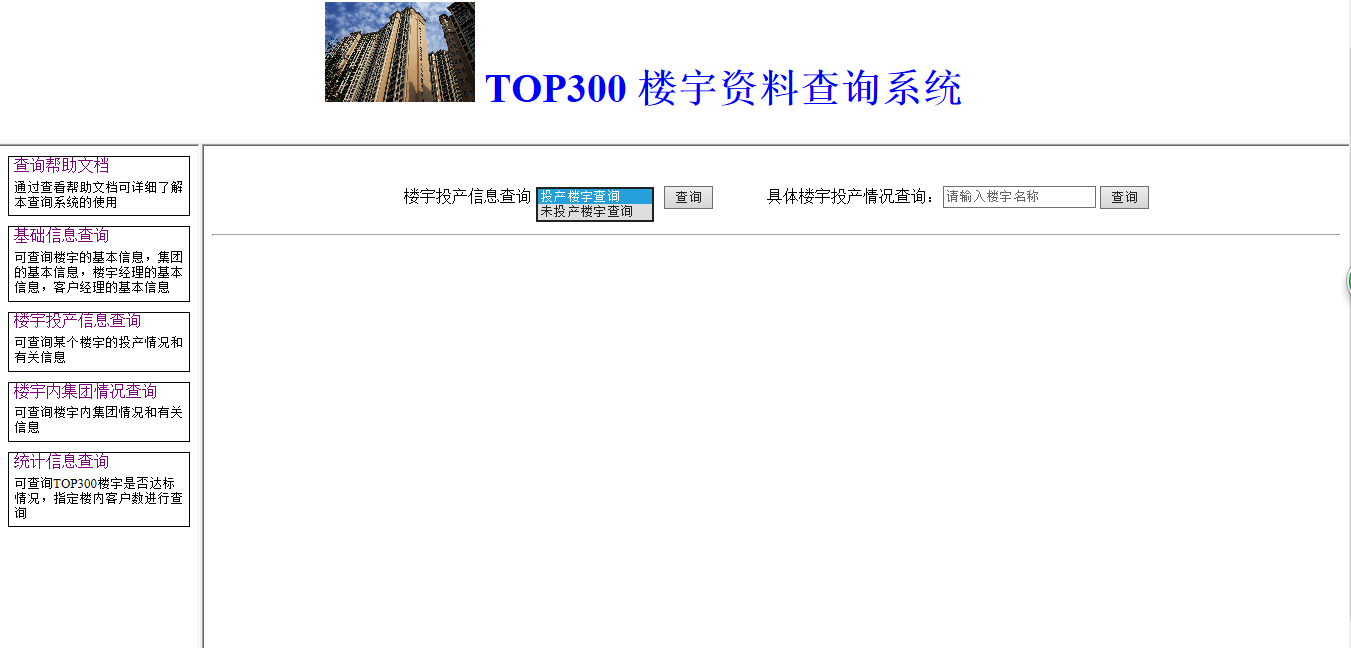 TOP300 楼宇资料查询系统
查询帮助文档
通过查看帮助文档可详细了解
本查询系统的使用
基础信息查询
可查询楼宇的基本信息，集团
的基本信息，楼宇经理的基本
信息，客户经理的基本信息
楼宇投产信息查询
可查询某个楼宇的投产情况和
有关信息
楼宇内集团情况查询
可查询楼宇内集团情况和有关
信息
统计信息查询
可查询TOP300楼宇是否达标
情况，指定楼内客户数进行查
询
楼宇投产信息查询 投产楼宇查询 查询 具体楼宇投产情况查询： 请输入楼宇名称 查询
未投产楼宇查询